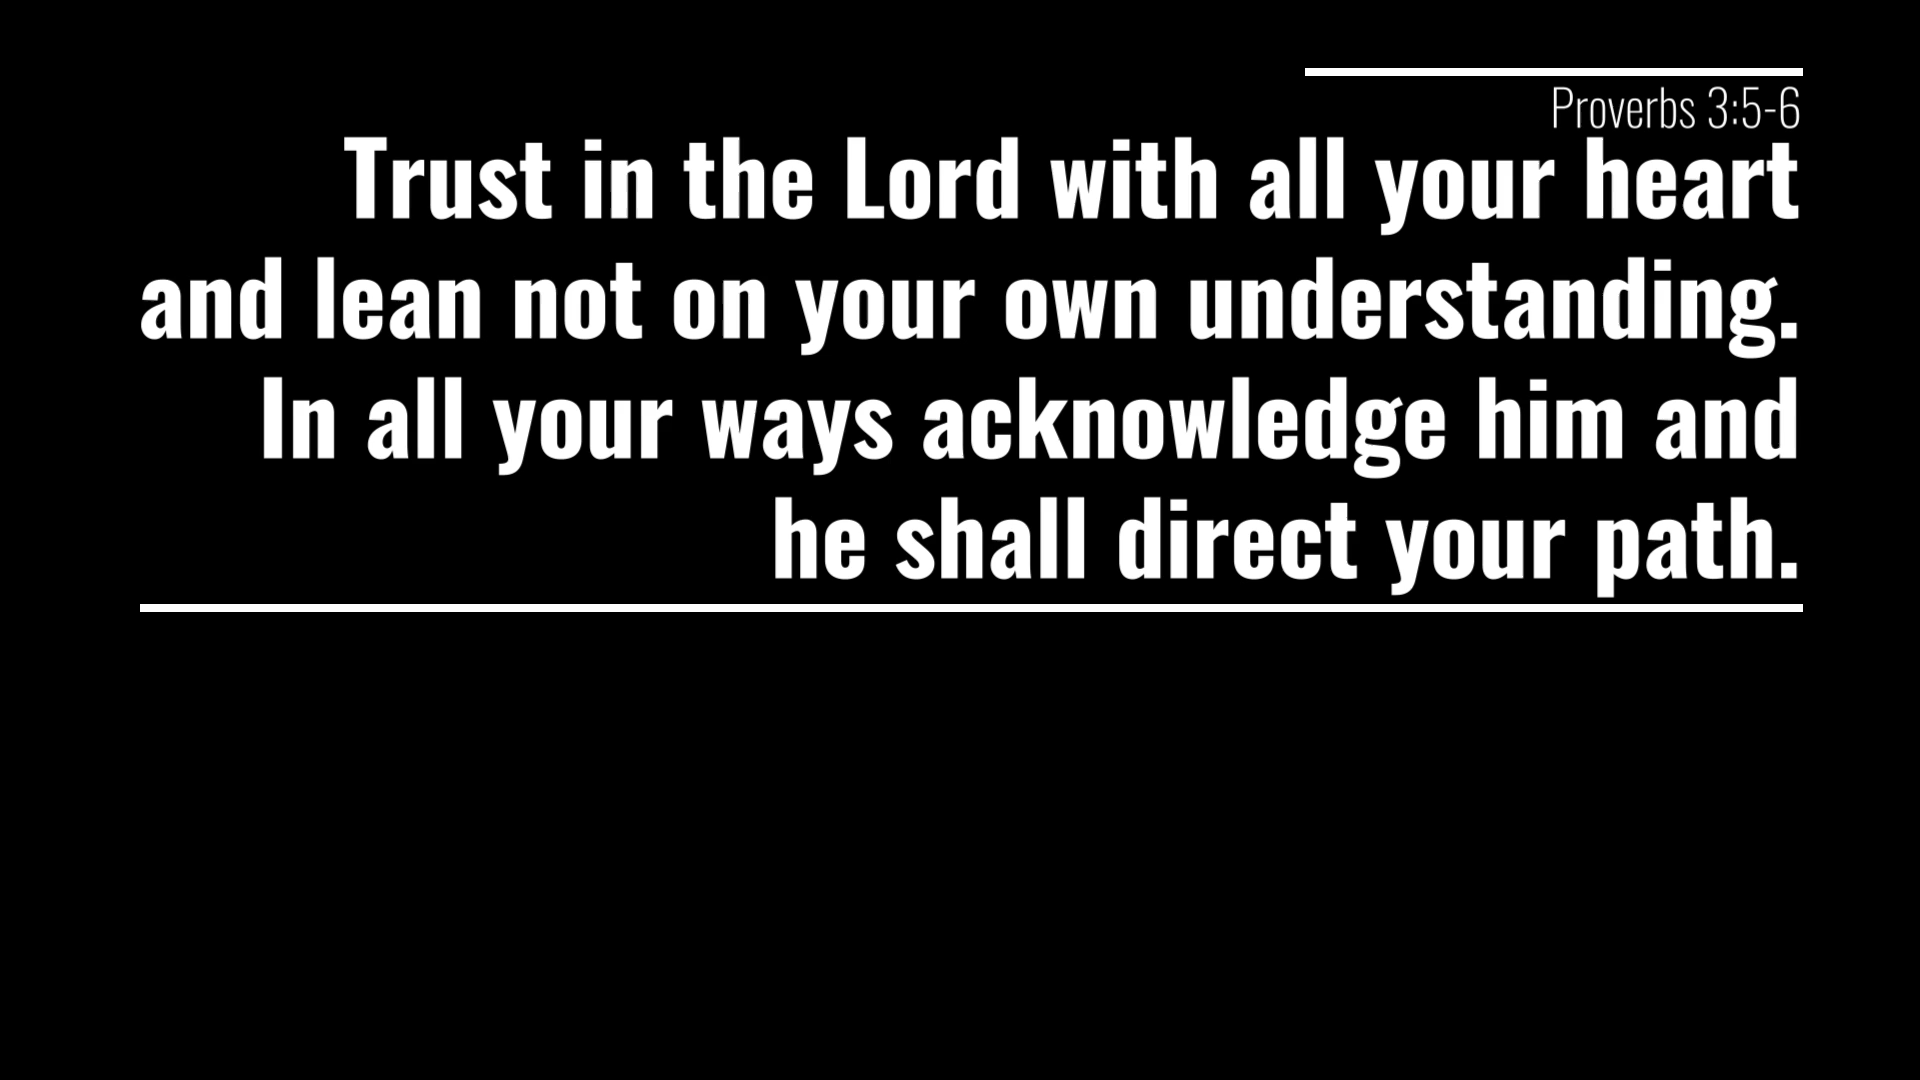 Proverbs 3:5-6
Trust in the Lord with all your heart
and lean not on your own understanding.
In all your ways acknowledge him and
he shall direct your path.